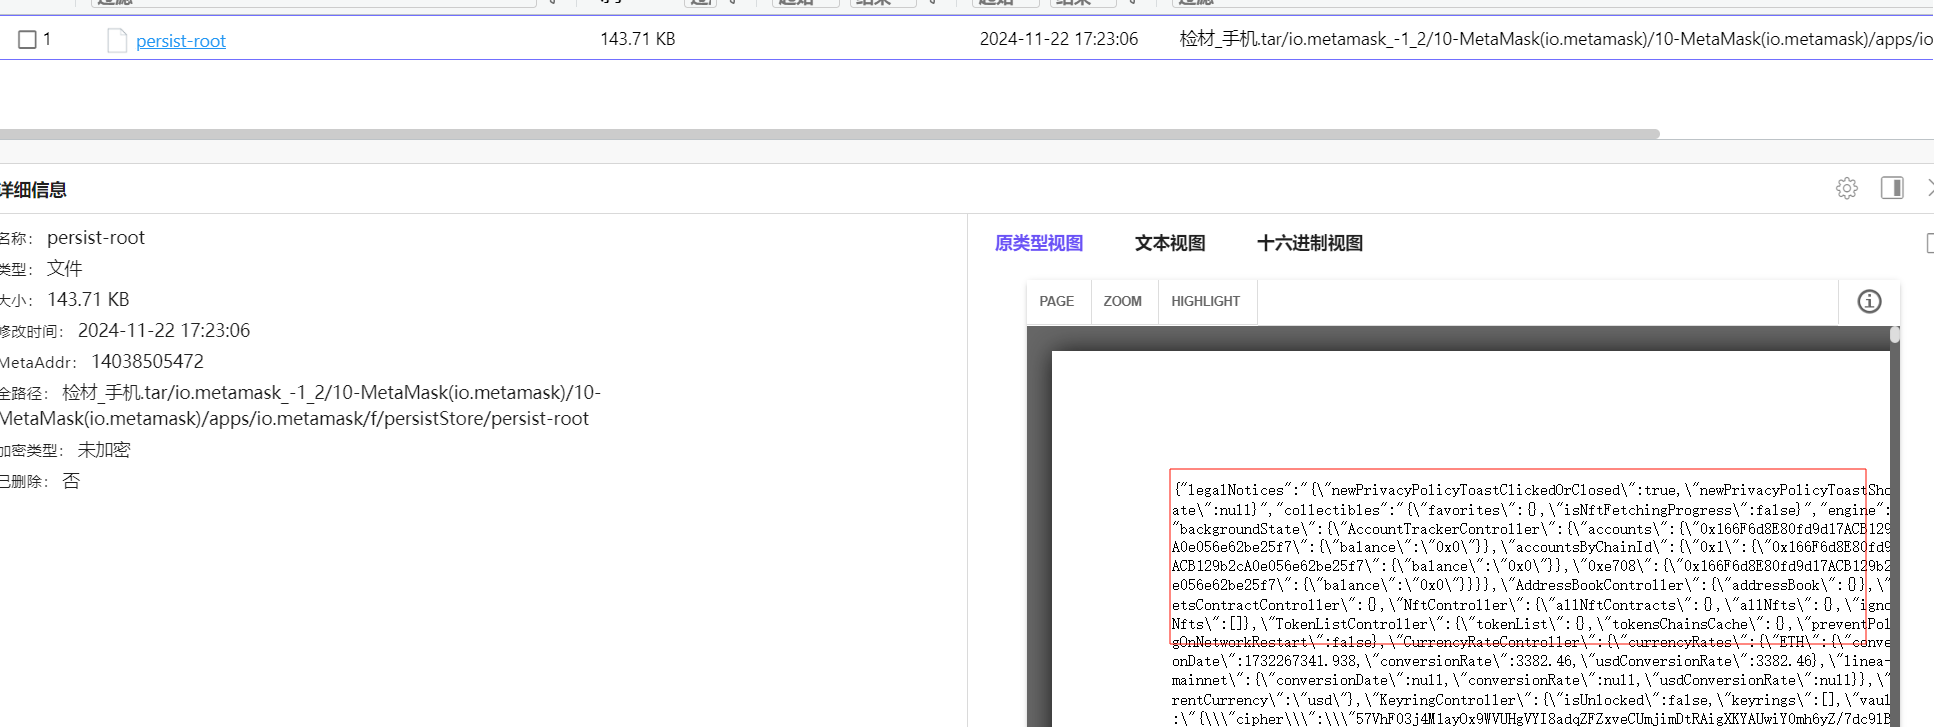 1 persist-root 143.71 KB 2024-11-22 17:23:06 检材_手机.tar/io.metamask_-1_2/10-MetaMask(io.metamask)/10-MetaMask(io.metamask)/apps/io
详细信息
名称： persist-root
类型： 文件
大小： 143.71 KB
修改时间： 2024-11-22 17:23:06
MetaAddr： 14038505472
全路径： 检材_手机.tar/io.metamask_-1_2/10-MetaMask(io.metamask)/10-
MetaMask(io.metamask)/apps/io.metamask/f/persistStore/persist-root
加密类型： 未加密
已删除： 否
原类型视图 文本视图 十六进制视图
PAGE ZOOM HIGHLIGHT
{"legalNotices":"{\"newPrivacyPolicyToastClickedOrClosed\":true,\"newPrivacyPolicyToastSho
ate\":null}","collectibles":"{\"favorites\":{},\"isNftFetchingProgress\":false}","engine":
"backgroundState\":{\"AccountTrackerController\":{\"accounts\":{\"0x166F6d8E80fd9d17ACB129
A0e056e62be25f7\":{\"balance\":\"0x0\"}},\"accountsByChainId\":{\"0x1\":{\"0x166F6d8E80fd9
ACB129b2cA0e056e62be25f7\":{\"balance\":\"0x0\"}},\"0xe708\":{\"0x166F6d8E80fd9d17ACB129b2
e056e62be25f7\":{\"balance\":\"0x0\"}}}},\"AddressBookController\":{\"addressBook\":{}},\"
etsContractController\":{},\"NftController\":{\"allNftContracts\":{},\"allNfts\":{},\"igno
Nfts\":[]},\"TokenListController\":{\"tokenList\":{},\"tokensChainsCache\":{},\"preventPol
gOnNetworkRestart\":false},\"CurrencyRateController\":{\"currencyRates\":{\"ETH\":{\"conve
onDate\":1732267341.938,\"conversionRate\":3382.46,\"usdConversionRate\":3382.46},\"linea-
mainnet\":{\"conversionDate\":null,\"conversionRate\":null,\"usdConversionRate\":null}},\"
rentCurrency\":\"usd\"},\"KeyringController\":{\"isUnlocked\":false,\"keyrings\":[],\"vaul
:\"{\\\"cipher\\\":\\\"57VhF03j4M1ayOx9WVUHgVYI8adqZFZxveCUmjimDtRAigXKYAUwiYOmh6yZ/7dc91B